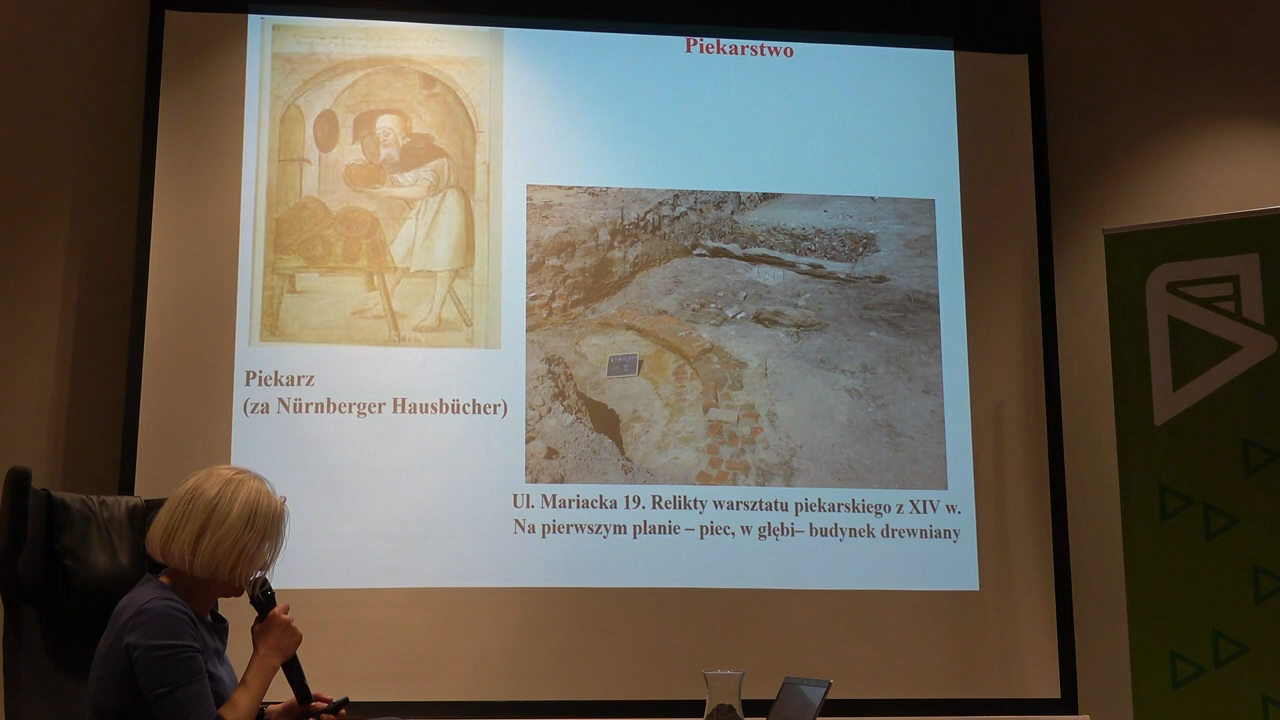 Piekarstwo
Piekarz
(za Nürnberger Hausbücher)
Ul. Mariacka 19. Relikty warsztatu piekarskiego z XIV w.
Na pierwszym planie – piec, w głębi– budynek drewniany